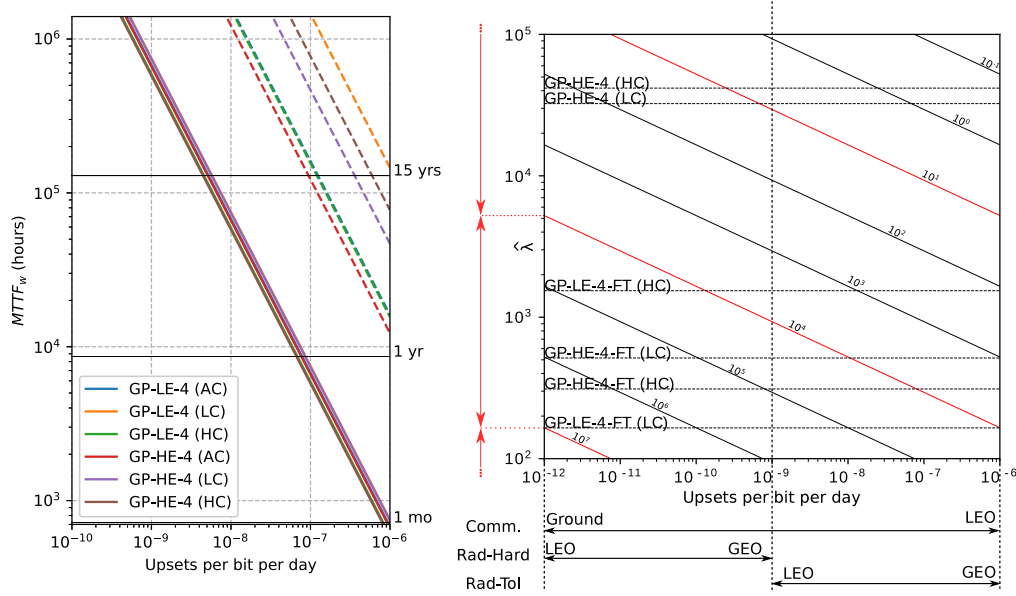 10^6
10^5
10^4
10^3
MTTF_w (hours)
15 yrs
1 yr
1 mo
GP-LE-4 (AC)
GP-LE-4 (LC)
GP-LE-4 (HC)
GP-HE-4 (AC)
GP-HE-4 (LC)
GP-HE-4 (HC)
10^-10 10^-9 10^-8 10^-7 10^-6
Upsets per bit per day
10^5
10^4
10^3
10^2
λ̂
10^-1
10^0
10^1
10^2
10^3
10^4
10^5
10^6
10^7
GP-HE-4 (HC)
GP-HE-4 (LC)
GP-LE-4-FT (HC)
GP-HE-4-FT (LC)
GP-HE-4-FT (HC)
GP-LE-4-FT (LC)
10^-12 10^-11 10^-10 10^-9 10^-8 10^-7 10^-6
Upsets per bit per day
Comm. Ground LEO
Rad-Hard LEO GEO
Rad-Tol LEO GEO